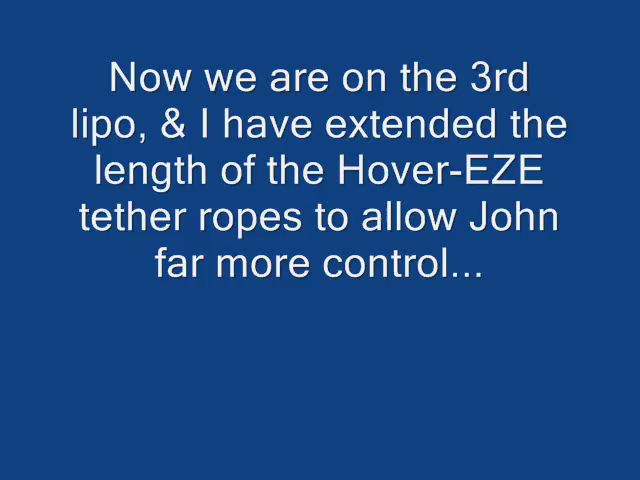 Now we are on the 3rd
lipo, & I have extended the
length of the Hover-EZE
tether ropes to allow John
far more control...